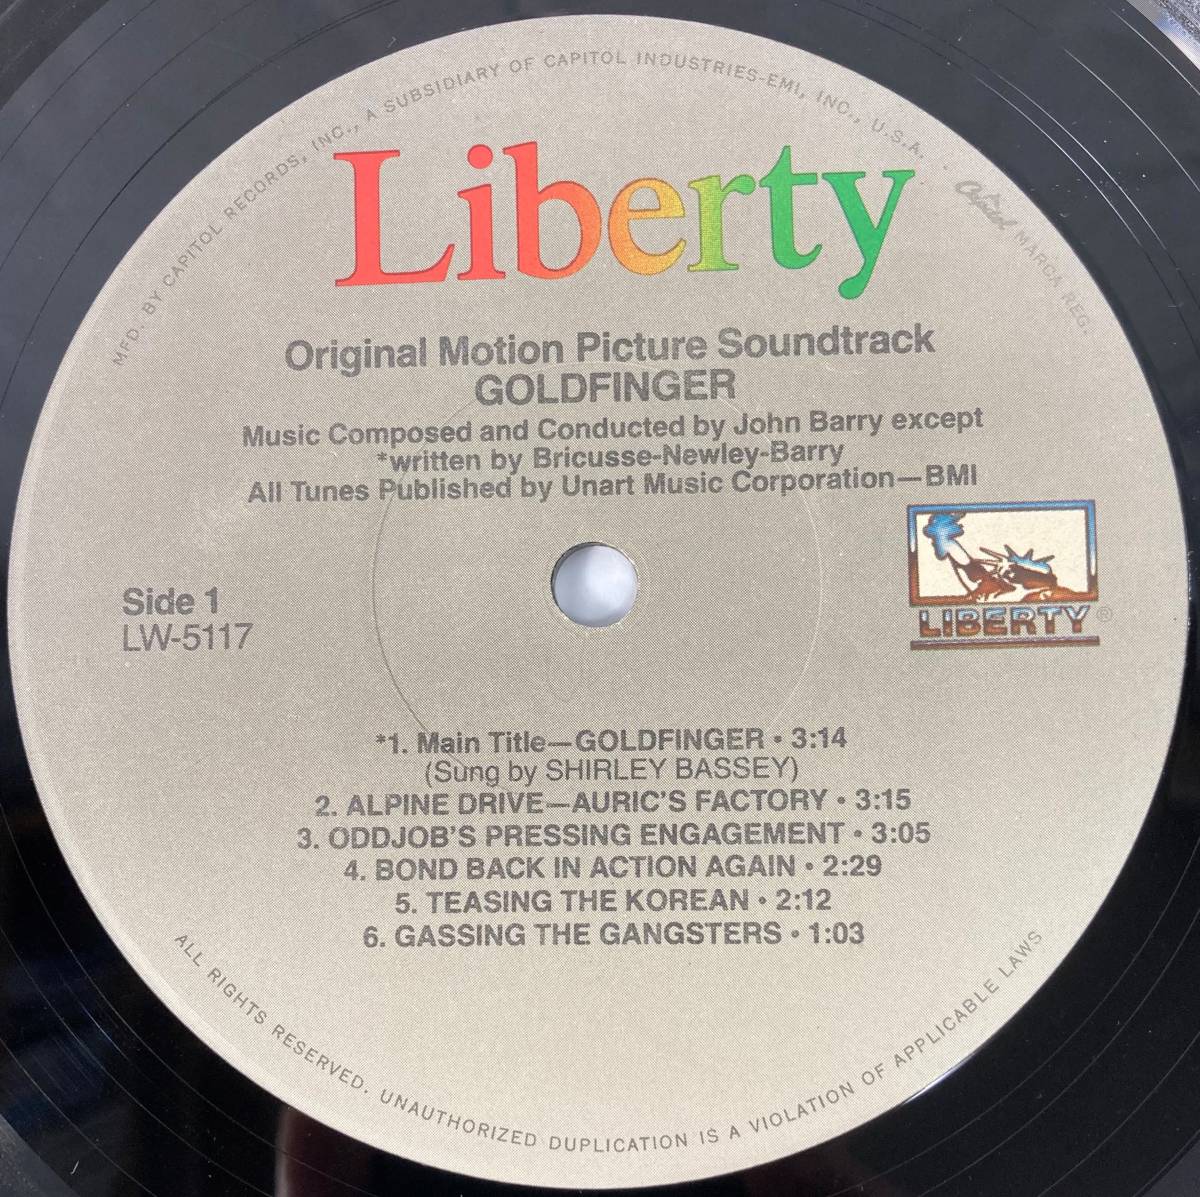 MFD. BY CAPITOL RECORDS, INC., A SUBSIDIARY OF CAPITOL INDUSTRIES-EMI, INC., U.S.A. · Capitol MARCA REG.
Liberty
Original Motion Picture Soundtrack
GOLDFINGER
Music Composed and Conducted by John Barry except
*written by Bricusse-Newley-Barry
All Tunes Published by Unart Music Corporation—BMI
Side 1
LW-5117
LIBERTY®
*1. Main Title—GOLDFINGER • 3:14
(Sung by SHIRLEY BASSEY)
2. ALPINE DRIVE—AURIC'S FACTORY • 3:15
3. ODDJOB'S PRESSING ENGAGEMENT • 3:05
4. BOND BACK IN ACTION AGAIN • 2:29
5. TEASING THE KOREAN • 2:12
6. GASSING THE GANGSTERS • 1:03
ALL RIGHTS RESERVED. UNAUTHORIZED DUPLICATION IS A VIOLATION OF APPLICABLE LAWS